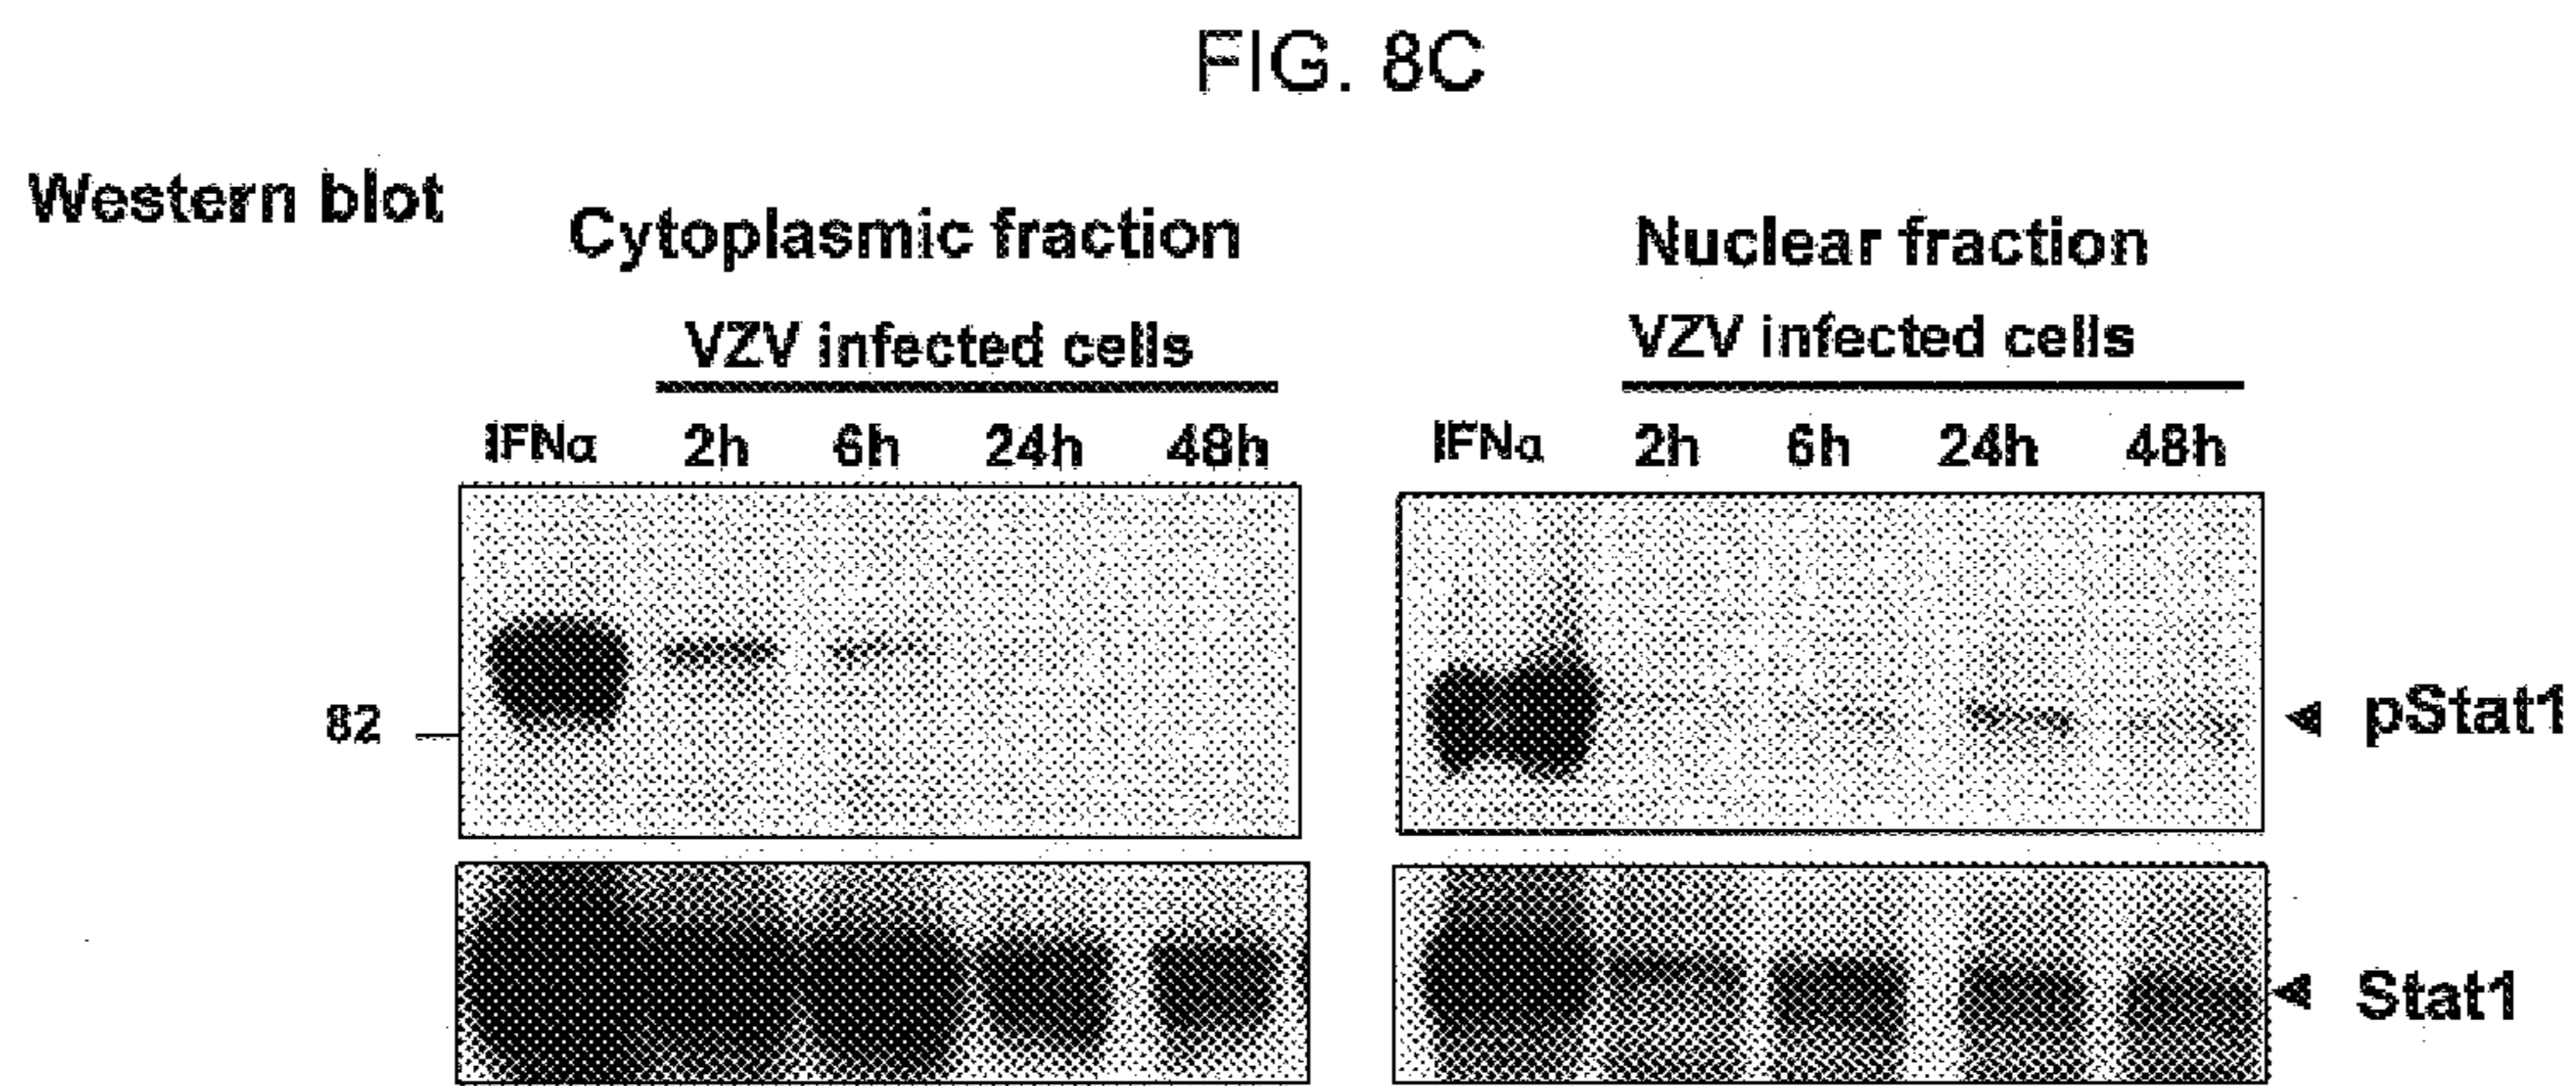 FIG. 8C
Western blot
Cytoplasmic fraction
Nuclear fraction
VZV infected cells
VZV infected cells
IFNα 2h 6h 24h 48h
IFNα 2h 6h 24h 48h
82
pStat1
Stat1